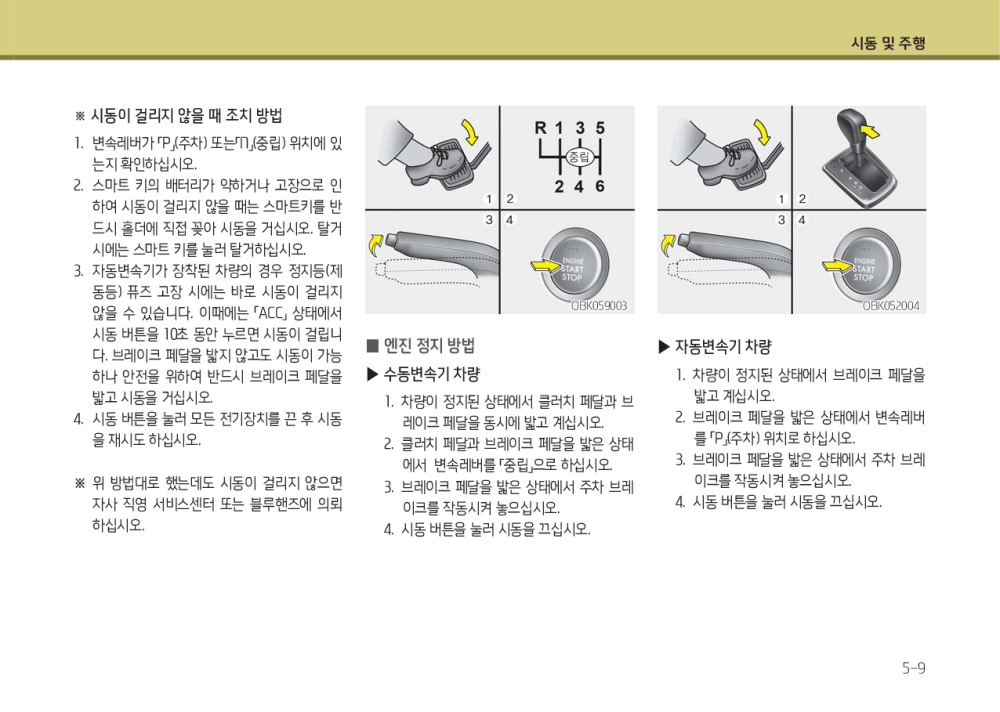 시동 및 주행
※ 시동이 걸리지 않을 때 조치 방법
1. 변속레버가 「P」(주차) 또는「N」(중립) 위치에 있
는지 확인하십시오.
2. 스마트 키의 배터리가 약하거나 고장으로 인
하여 시동이 걸리지 않을 때는 스마트키를 반
드시 홀더에 직접 꽂아 시동을 거십시오. 탈거
시에는 스마트 키를 눌러 탈거하십시오.
3. 자동변속기가 장착된 차량의 경우 정지등(제
동등) 퓨즈 고장 시에는 바로 시동이 걸리지
않을 수 있습니다. 이때에는 「ACC」 상태에서
시동 버튼을 10초 동안 누르면 시동이 걸립니
다. 브레이크 페달을 밟지 않고도 시동이 가능
하나 안전을 위하여 반드시 브레이크 페달을
밟고 시동을 거십시오.
4. 시동 버튼을 눌러 모든 전기장치를 끈 후 시동
을 재시도 하십시오.
※ 위 방법대로 했는데도 시동이 걸리지 않으면
자사 직영 서비스센터 또는 블루핸즈에 의뢰
하십시오.
R 1 3 5
중립
2 4 6
1 2
3 4
ENGINE
START
STOP
OBK059003
■ 엔진 정지 방법
▶ 수동변속기 차량
1. 차량이 정지된 상태에서 클러치 페달과 브
레이크 페달을 동시에 밟고 계십시오.
2. 클러치 페달과 브레이크 페달을 밟은 상태
에서 변속레버를 「중립」으로 하십시오.
3. 브레이크 페달을 밟은 상태에서 주차 브레
이크를 작동시켜 놓으십시오.
4. 시동 버튼을 눌러 시동을 끄십시오.
1 2
3 4
ENGINE
START
STOP
OBK052004
▶ 자동변속기 차량
1. 차량이 정지된 상태에서 브레이크 페달을
밟고 계십시오.
2. 브레이크 페달을 밟은 상태에서 변속레버
를 「P」(주차) 위치로 하십시오.
3. 브레이크 페달을 밟은 상태에서 주차 브레
이크를 작동시켜 놓으십시오.
4. 시동 버튼을 눌러 시동을 끄십시오.
5-9